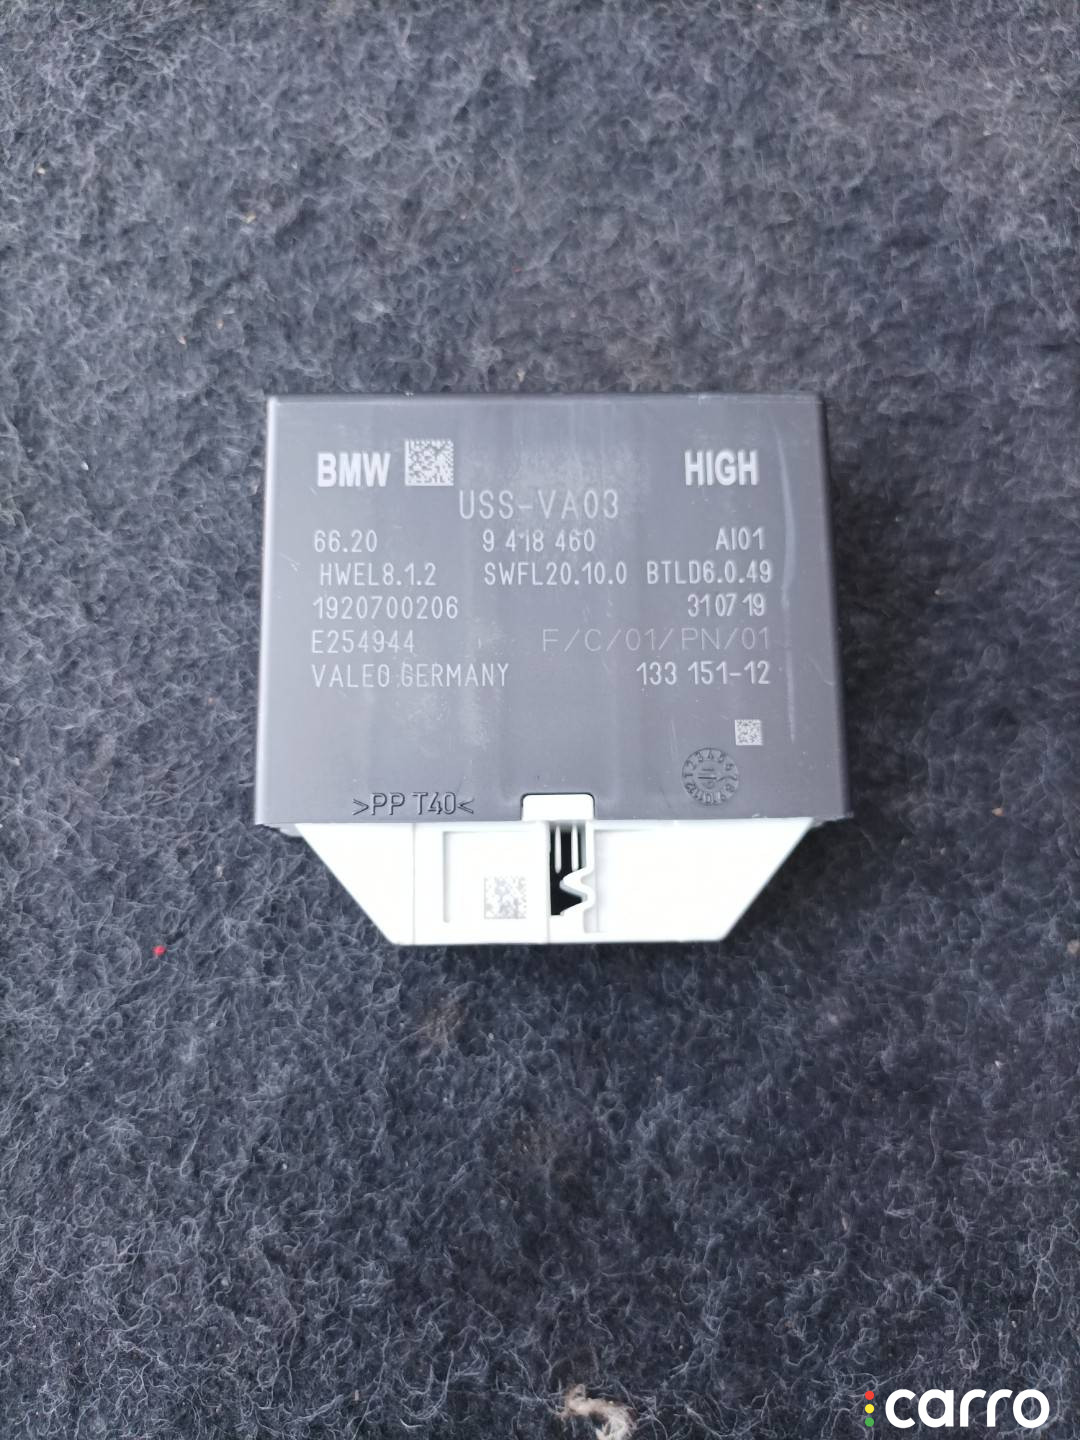 BMW HIGH
USS-VA03
66.20 9 418 460 AI01
HWEL8.1.2 SWFL20.10.0 BTLD6.0.49
1920700206 310719
E254944 F/C/01/PN/01
VALEO GERMANY 133 151-12
>PP T40<
carro